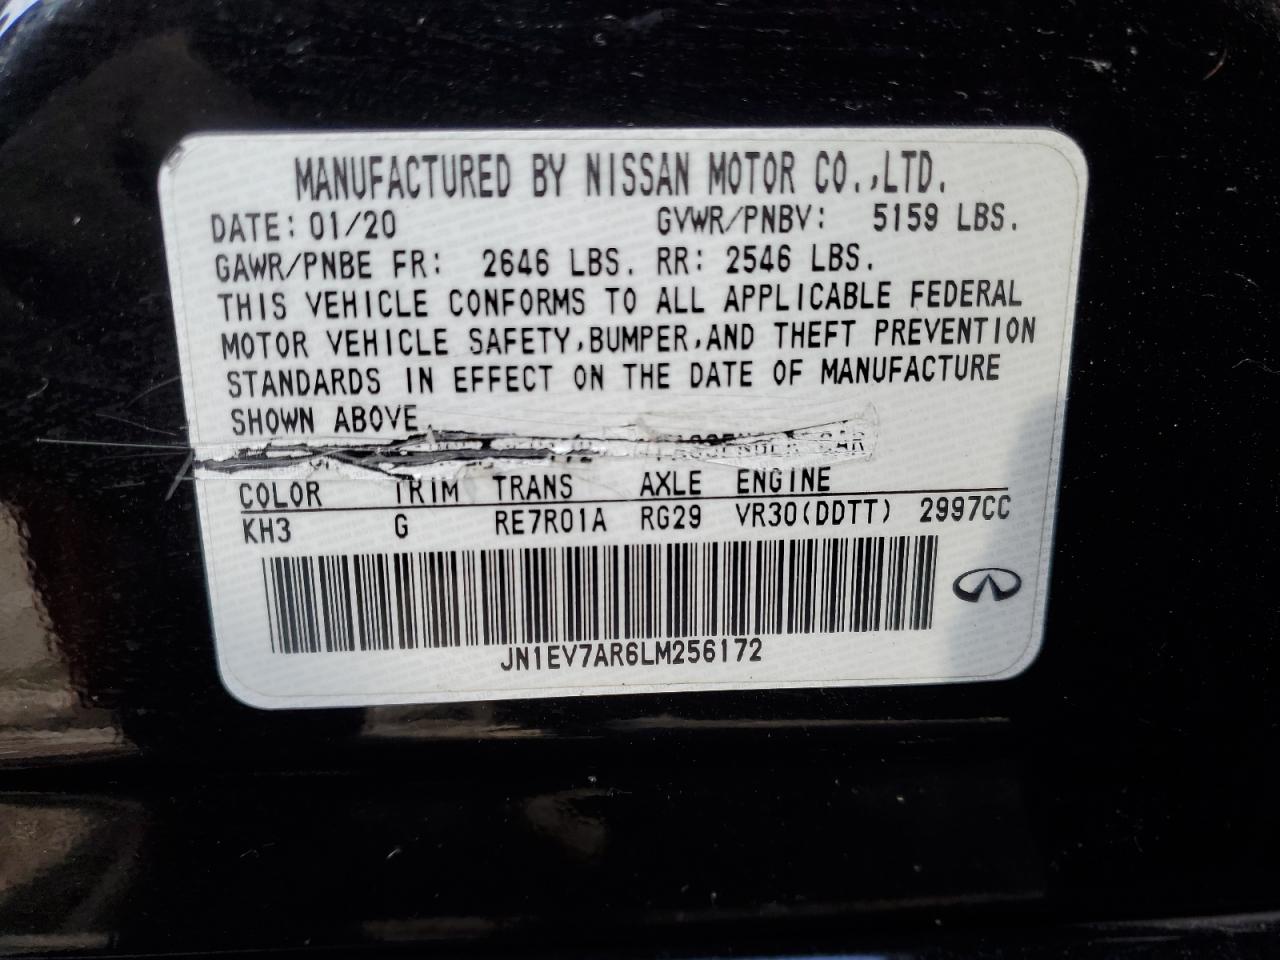 MANUFACTURED BY NISSAN MOTOR CO.,LTD.
DATE: 01/20 GVWR/PNBV: 5159 LBS.
GAWR/PNBE FR: 2646 LBS. RR: 2546 LBS.
THIS VEHICLE CONFORMS TO ALL APPLICABLE FEDERAL
MOTOR VEHICLE SAFETY,BUMPER,AND THEFT PREVENTION
STANDARDS IN EFFECT ON THE DATE OF MANUFACTURE
SHOWN ABOVE
PASSENGER CAR
COLOR TRIM TRANS AXLE ENGINE
KH3 G RE7R01A RG29 VR30(DDTT) 2997CC
JN1EV7AR6LM256172